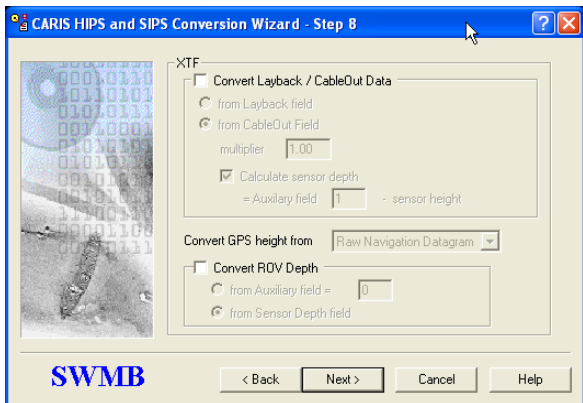 CARIS HIPS and SIPS Conversion Wizard - Step 8
XTF
Convert Layback / CableOut Data
from Layback field
from CableOut Field
multiplier 1.00
Calculate sensor depth
= Auxilary field 1 - sensor height
Convert GPS height from Raw Navigation Datagram
Convert ROV Depth
from Auxiliary field = 0
from Sensor Depth field
SWMB
< Back Next > Cancel Help